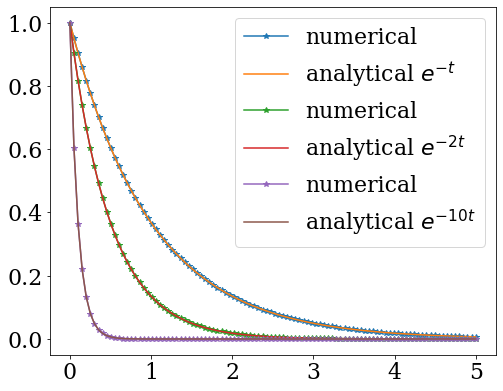 1.0
0.8
0.6
0.4
0.2
0.0
0 1 2 3 4 5
numerical
analytical e^{-t}
numerical
analytical e^{-2t}
numerical
analytical e^{-10t}